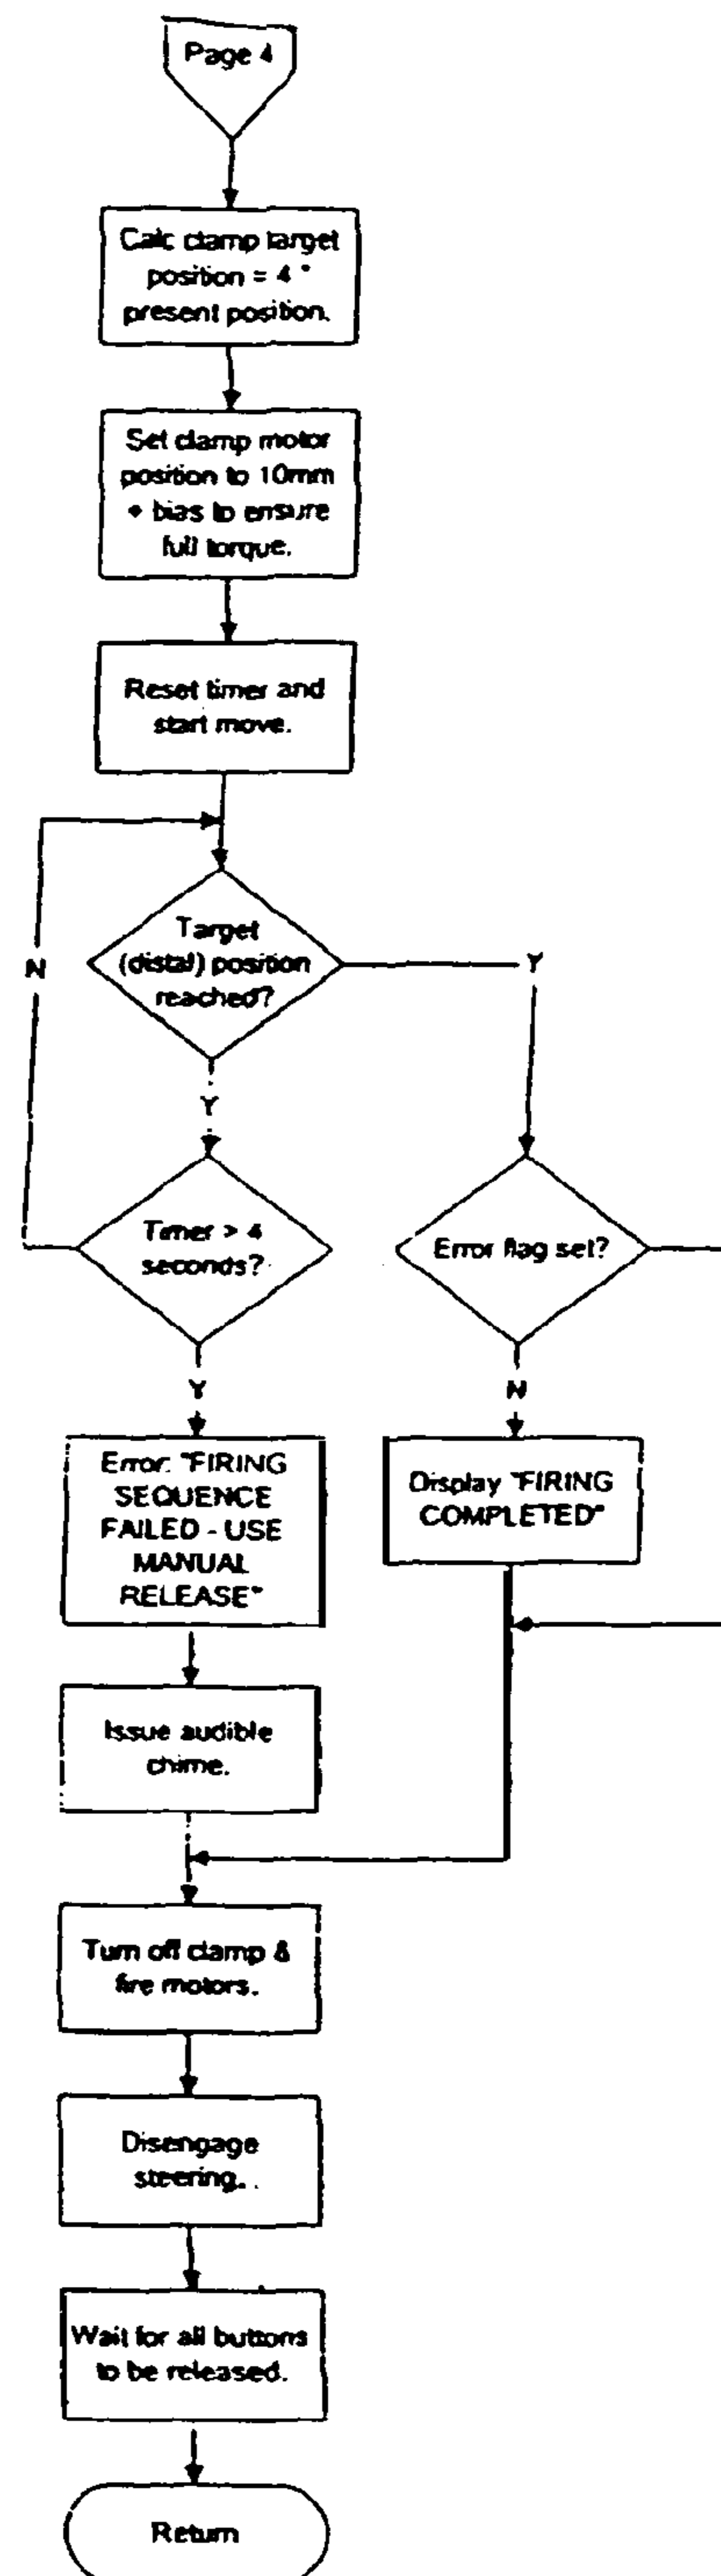 Page 4
Calc clamp target
position = 4 *
present position.
Set clamp motor
position to 10mm
+ bias to ensure
full torque.
Reset timer and
start move.
Target
(distal) position
reached?
N
Y
Y
Timer > 4
seconds?
Error flag set?
Y
N
Error: "FIRING
SEQUENCE
FAILED - USE
MANUAL
RELEASE"
Display "FIRING
COMPLETED"
Issue audible
chime.
Turn off clamp &
fire motors.
Disengage
steering.
Wait for all buttons
to be released.
Return